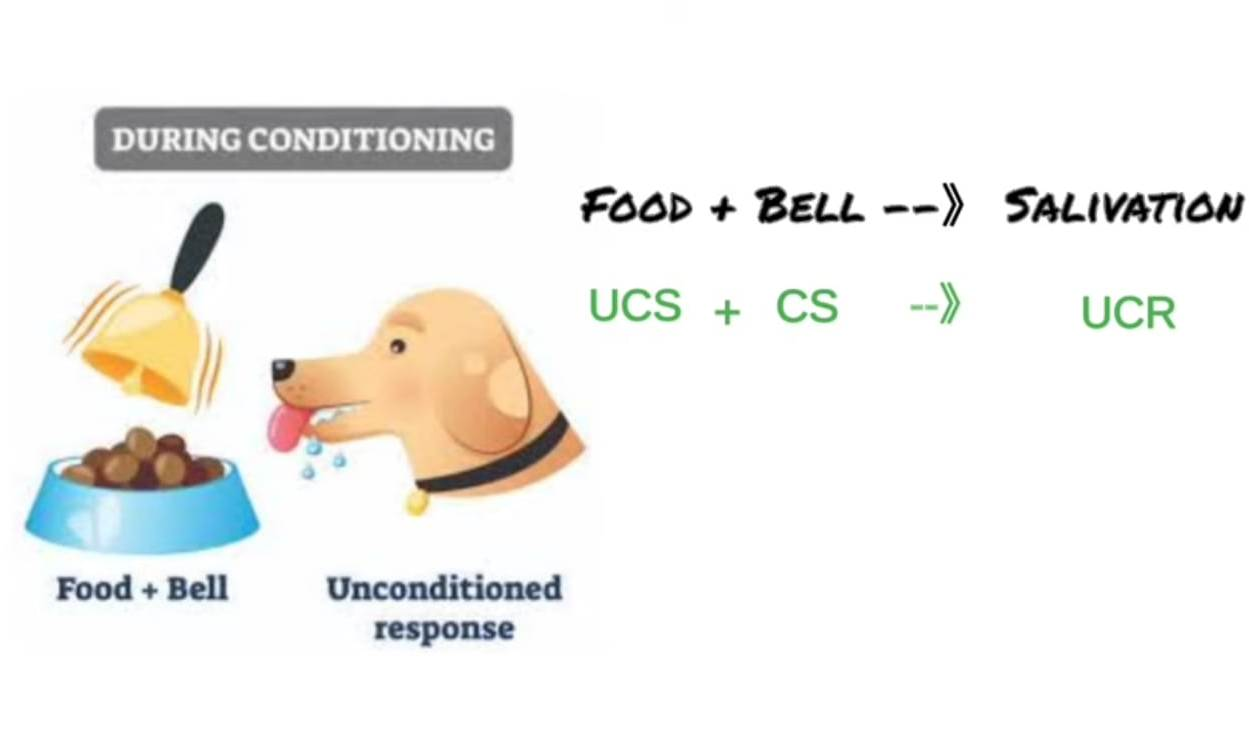 DURING CONDITIONING
FOOD + BELL --》 SALIVATION
UCS + CS --》 UCR
Food + Bell
Unconditioned
response